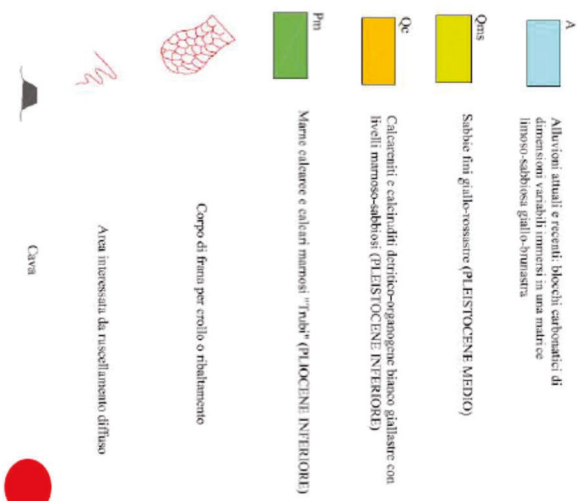 A
Alluvioni attuali e recenti: blocchi carbonatici di
dimensioni variabili immersi in una matrice
limoso-sabbiosa giallo-brunastra
Qms
Sabbie fini giallo-rossastre (PLEISTOCENE MEDIO)
Qc
Calcareniti e calciruditi detritico-organogene bianco giallastre con
livelli marnoso-sabbiosi (PLEISTOCENE INFERIORE)
Pm
Marne calcaree e calcari marnosi "Trubi" (PLIOCENE INFERIORE)
Corpo di frana per crollo o ribaltamento
Area interessata da ruscellamento diffuso
Cava